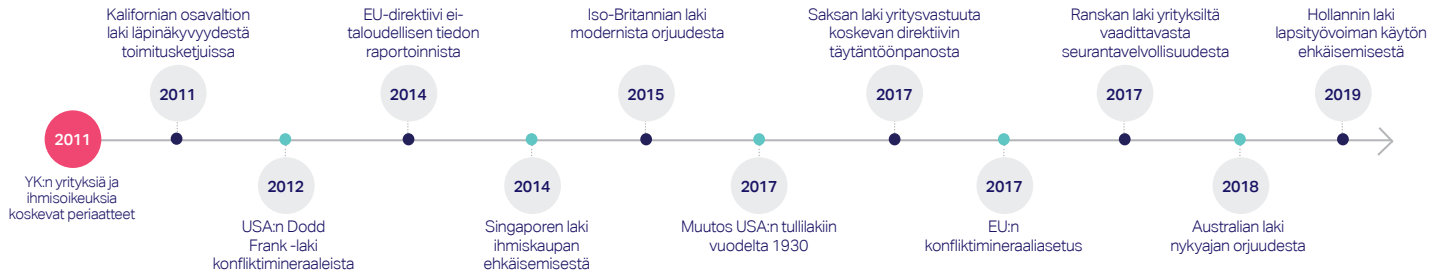 Kalifornian osavaltion
laki läpinäkyvyydestä
toimitusketjuissa
EU-direktiivi ei-
taloudellisen tiedon
raportoinnista
Iso-Britannian laki
modernista orjuudesta
Saksan laki yritysvastuuta
koskevan direktiivin
täytäntöönpanosta
Ranskan laki yrityksiltä
vaadittavasta
seurantavelvollisuudesta
Hollannin laki
lapsityövoiman käytön
ehkäisemisestä
2011
2014
2015
2017
2017
2019
2011
YK:n yrityksiä ja
ihmisoikeuksia
koskevat periaatteet
2012
2014
2017
2017
2018
USA:n Dodd
Frank -laki
konfliktimineraaleista
Singaporen laki
ihmiskaupan
ehkäisemisestä
Muutos USA:n tullilakiin
vuodelta 1930
EU:n
konfliktimineraaliasetus
Australian laki
nykyajan orjuudesta